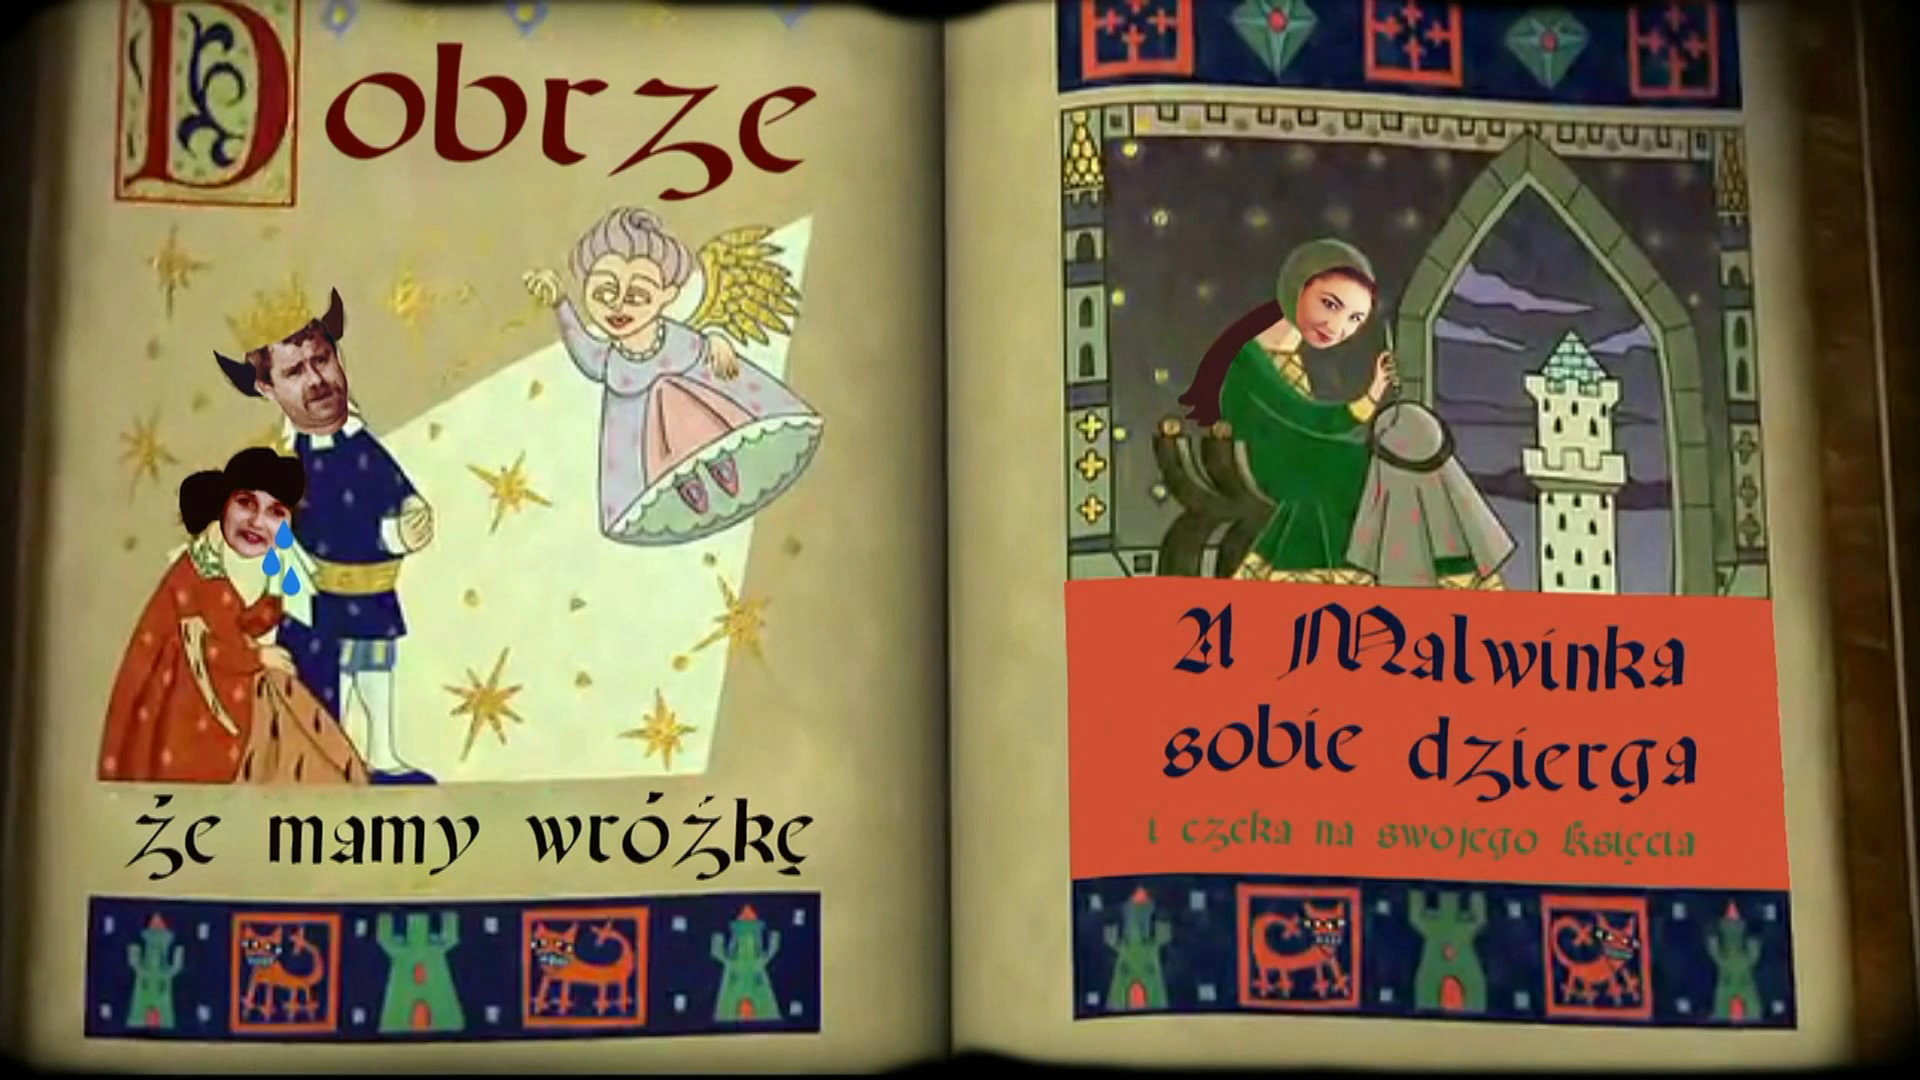 Dobrze
że mamy wróżkę
A Malwinka
sobie dzierga
i czeka na swojego księcia